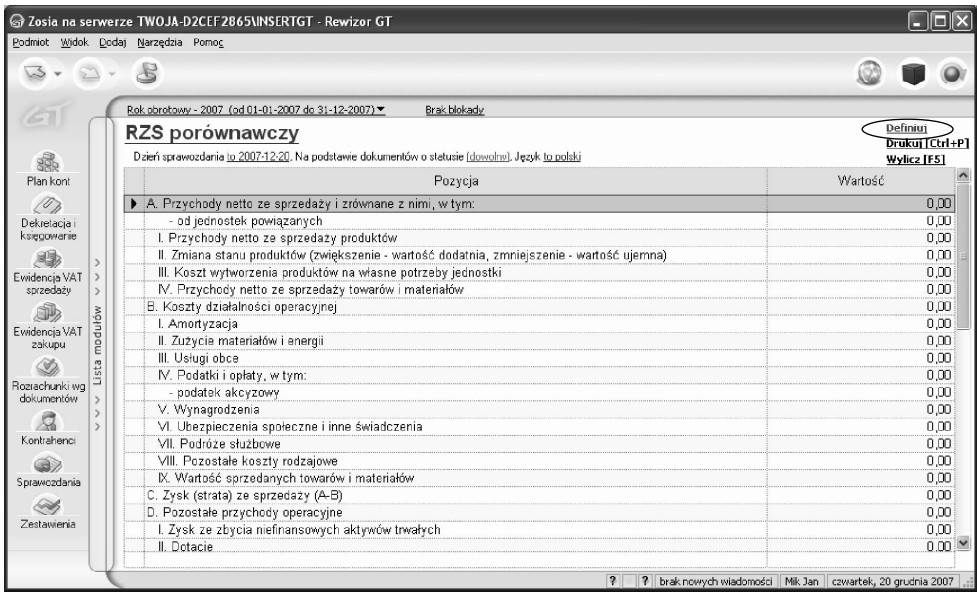 Zosia na serwerze TWOJA-D2CEF2865\INSERTGT - Rewizor GT
Podmiot Widok Dodaj Narzędzia Pomoc
GT
Rok obrotowy - 2007 (od 01-01-2007 do 31-12-2007) Brak blokady
RZS porównawczy
Definiuj
Drukuj [Ctrl+P]
Wylicz [F5]
Dzień sprawozdania to 2007-12-20. Na podstawie dokumentów o statusie (dowolny). Język to polski
Pozycja Wartość
A. Przychody netto ze sprzedaży i zrównane z nimi, w tym: 0,00
- od jednostek powiązanych 0,00
I. Przychody netto ze sprzedaży produktów 0,00
II. Zmiana stanu produktów (zwiększenie - wartość dodatnia, zmniejszenie - wartość ujemna) 0,00
III. Koszt wytworzenia produktów na własne potrzeby jednostki 0,00
IV. Przychody netto ze sprzedaży towarów i materiałów 0,00
B. Koszty działalności operacyjnej 0,00
I. Amortyzacja 0,00
II. Zużycie materiałów i energii 0,00
III. Usługi obce 0,00
IV. Podatki i opłaty, w tym: 0,00
- podatek akcyzowy 0,00
V. Wynagrodzenia 0,00
VI. Ubezpieczenia społeczne i inne świadczenia 0,00
VII. Podróże służbowe 0,00
VIII. Pozostałe koszty rodzajowe 0,00
IX. Wartość sprzedanych towarów i materiałów 0,00
C. Zysk (strata) ze sprzedaży (A-B) 0,00
D. Pozostałe przychody operacyjne 0,00
I. Zysk ze zbycia niefinansowych aktywów trwałych 0,00
II. Dotacie 0.00
Plan kont
Dekretacja i
księgowanie
Ewidencja VAT
sprzedaży
Ewidencja VAT
zakupu
Rozrachunki wg
dokumentów
Kontrahenci
Sprawozdania
Zestawienia
Lista modułów
? ? brak nowych wiadomości Mik Jan czwartek, 20 grudnia 2007